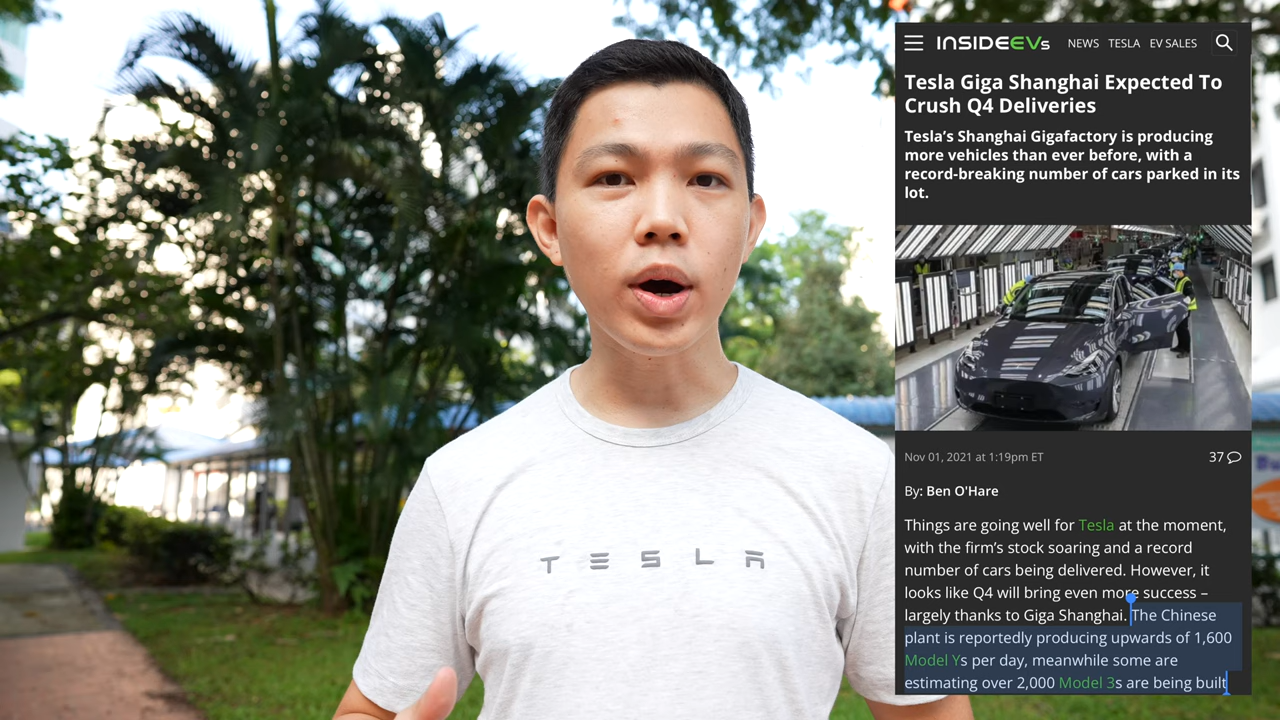 TESLA
INSIDEEVs NEWS TESLA EV SALES
Tesla Giga Shanghai Expected To
Crush Q4 Deliveries
Tesla's Shanghai Gigafactory is producing
more vehicles than ever before, with a
record-breaking number of cars parked in its
lot.
Nov 01, 2021 at 1:19pm ET 37
By: Ben O'Hare
Things are going well for Tesla at the moment,
with the firm's stock soaring and a record
number of cars being delivered. However, it
looks like Q4 will bring even more success –
largely thanks to Giga Shanghai. The Chinese
plant is reportedly producing upwards of 1,600
Model Ys per day, meanwhile some are
estimating over 2,000 Model 3s are being built